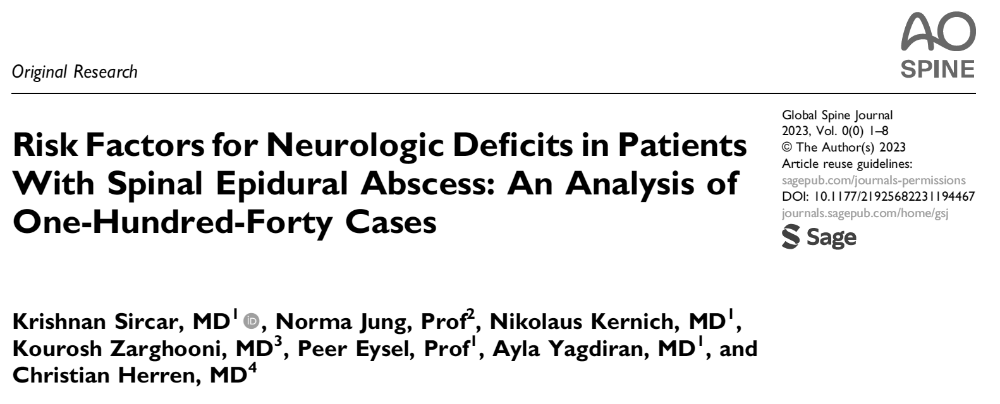 AO
SPINE
Original Research
Global Spine Journal
2023, Vol. 0(0) 1–8
© The Author(s) 2023
Article reuse guidelines:
sagepub.com/journals-permissions
DOI: 10.1177/21925682231194467
journals.sagepub.com/home/gsj
Sage
Risk Factors for Neurologic Deficits in Patients
With Spinal Epidural Abscess: An Analysis of
One-Hundred-Forty Cases
Krishnan Sircar, MD¹ iD, Norma Jung, Prof², Nikolaus Kernich, MD¹,
Kourosh Zarghooni, MD³, Peer Eysel, Prof¹, Ayla Yagdiran, MD¹, and
Christian Herren, MD⁴